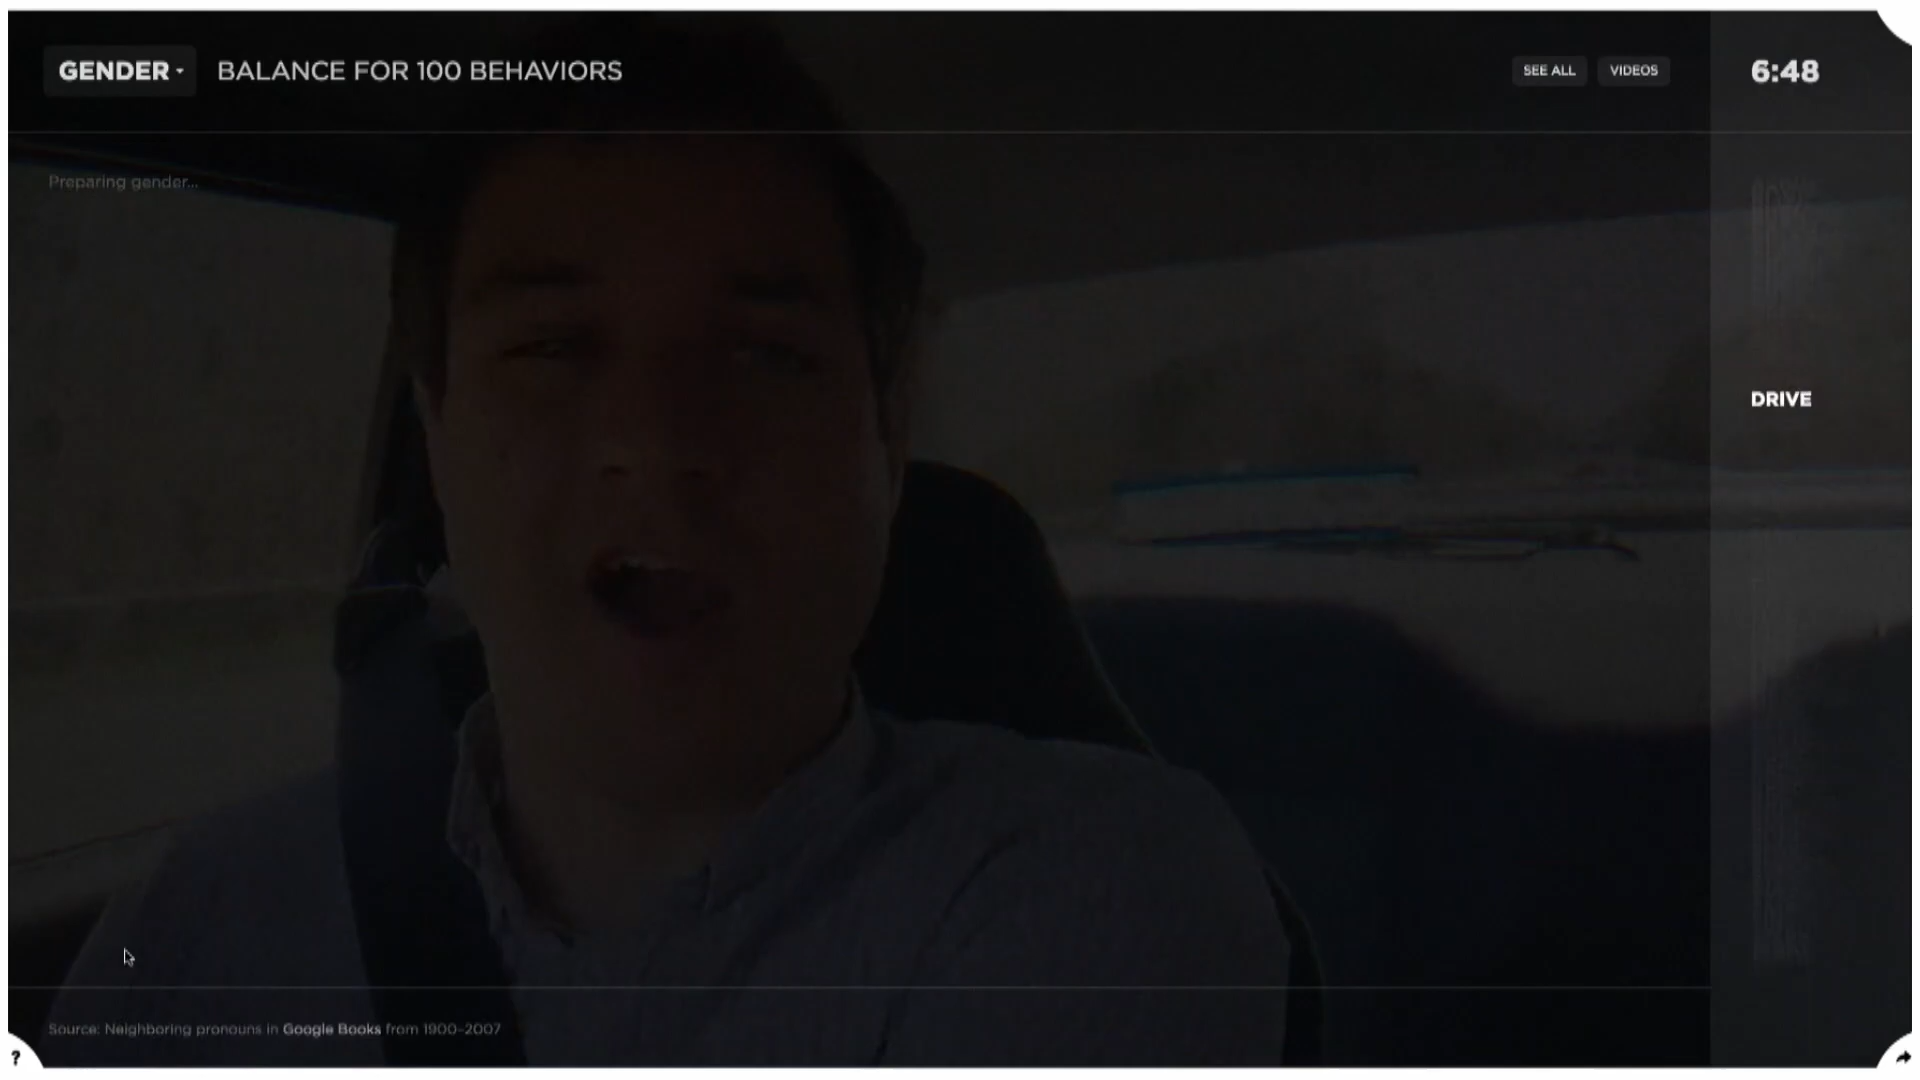 GENDER BALANCE FOR 100 BEHAVIORS SEE ALL VIDEOS 6:48
Preparing gender...
DRIVE
Source: Neighboring pronouns in Google Books from 1900–2007
?